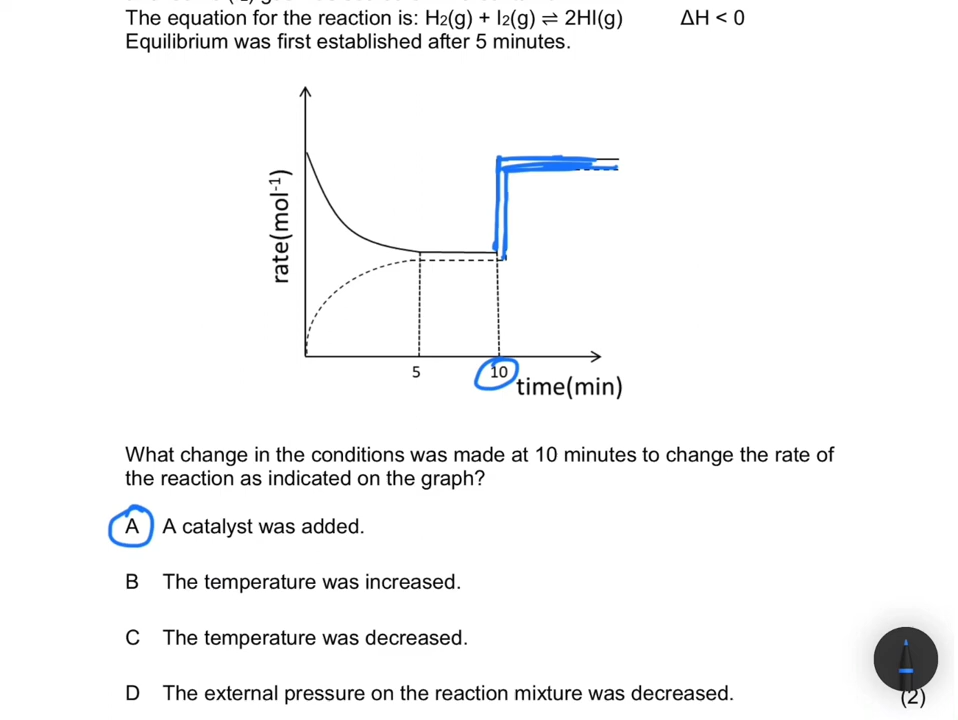 The equation for the reaction is: H₂(g) + I₂(g) ⇌ 2HI(g) ΔH < 0
Equilibrium was first established after 5 minutes.
rate(mol⁻¹)
5
10
time(min)
What change in the conditions was made at 10 minutes to change the rate of
the reaction as indicated on the graph?
A A catalyst was added.
B The temperature was increased.
C The temperature was decreased.
D The external pressure on the reaction mixture was decreased.
(2)